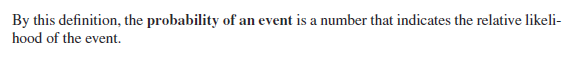 By this definition, the probability of an event is a number that indicates the relative likeli-
hood of the event.